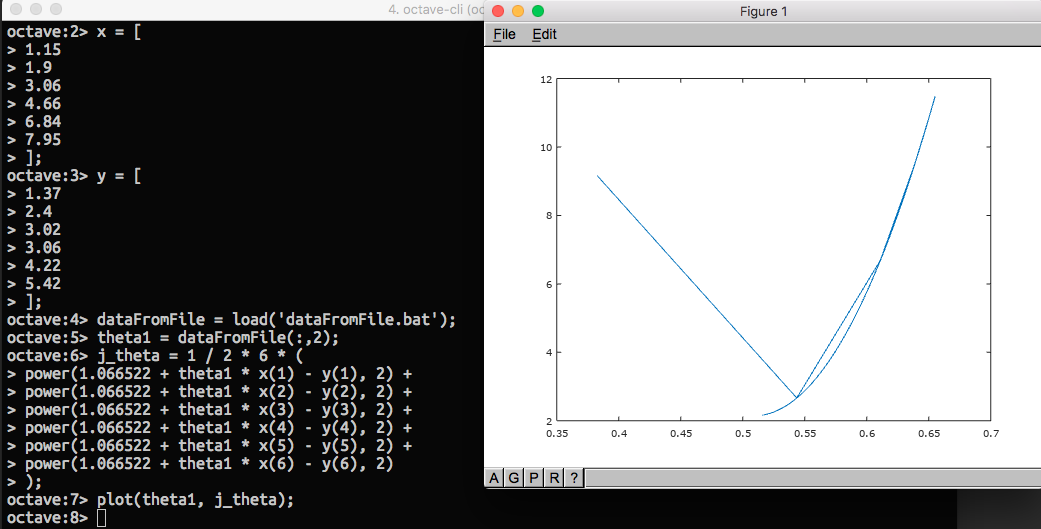 4. octave-cli (oc
octave:2> x = [
> 1.15
> 1.9
> 3.06
> 4.66
> 6.84
> 7.95
> ];
octave:3> y = [
> 1.37
> 2.4
> 3.02
> 3.06
> 4.22
> 5.42
> ];
octave:4> dataFromFile = load('dataFromFile.bat');
octave:5> theta1 = dataFromFile(:,2);
octave:6> j_theta = 1 / 2 * 6 * (
> power(1.066522 + theta1 * x(1) - y(1), 2) +
> power(1.066522 + theta1 * x(2) - y(2), 2) +
> power(1.066522 + theta1 * x(3) - y(3), 2) +
> power(1.066522 + theta1 * x(4) - y(4), 2) +
> power(1.066522 + theta1 * x(5) - y(5), 2) +
> power(1.066522 + theta1 * x(6) - y(6), 2)
> );
octave:7> plot(theta1, j_theta);
octave:8>
Figure 1
File Edit
12
10
8
6
4
2
0.35 0.4 0.45 0.5 0.55 0.6 0.65 0.7
A G P R ?